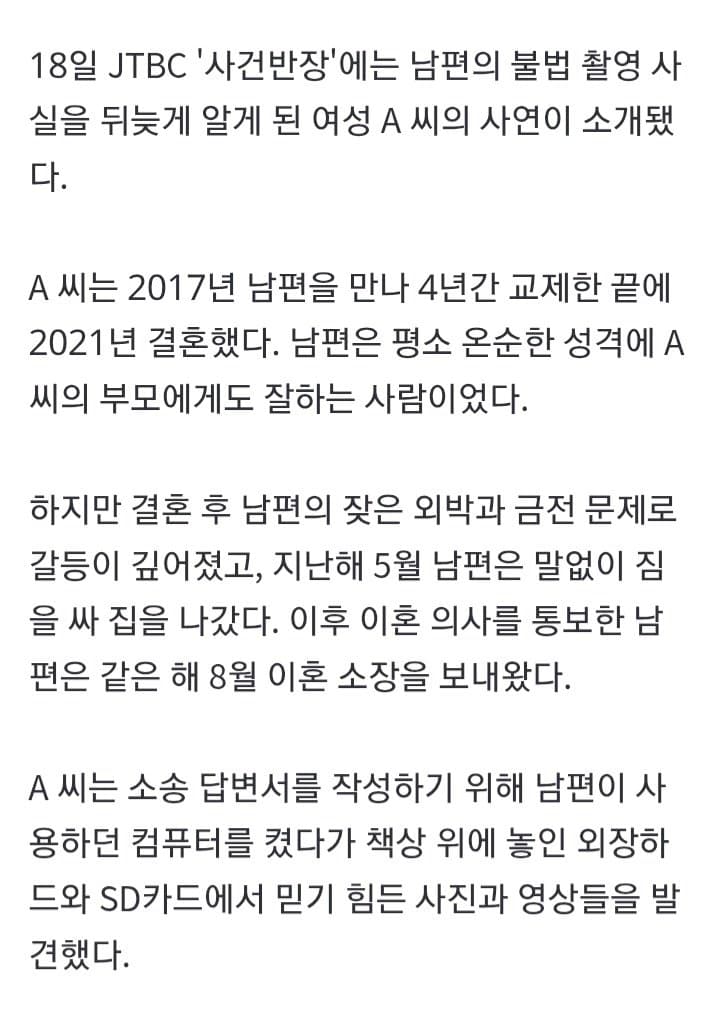 18일 JTBC '사건반장'에는 남편의 불법 촬영 사
실을 뒤늦게 알게 된 여성 A 씨의 사연이 소개됐
다.
A 씨는 2017년 남편을 만나 4년간 교제한 끝에
2021년 결혼했다. 남편은 평소 온순한 성격에 A
씨의 부모에게도 잘하는 사람이었다.
하지만 결혼 후 남편의 잦은 외박과 금전 문제로
갈등이 깊어졌고, 지난해 5월 남편은 말없이 짐
을 싸 집을 나갔다. 이후 이혼 의사를 통보한 남
편은 같은 해 8월 이혼 소장을 보내왔다.
A 씨는 소송 답변서를 작성하기 위해 남편이 사
용하던 컴퓨터를 켰다가 책상 위에 놓인 외장하
드와 SD카드에서 믿기 힘든 사진과 영상들을 발
견했다.